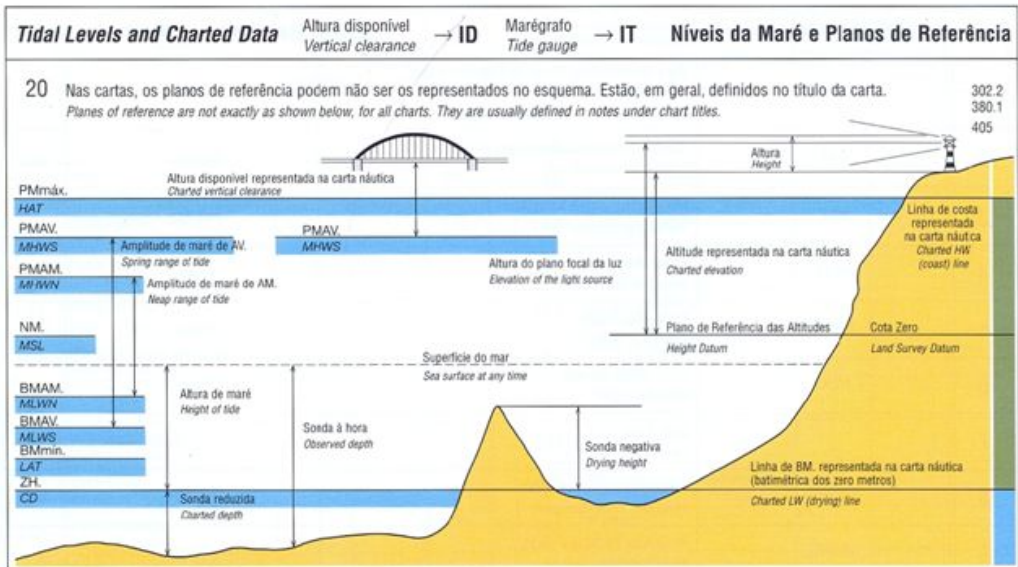 Tidal Levels and Charted Data
Altura disponível
Vertical clearance
→ ID
Marégrafo
Tide gauge
→ IT
Níveis da Maré e Planos de Referência
20
Nas cartas, os planos de referência podem não ser os representados no esquema. Estão, em geral, definidos no título da carta.
Planes of reference are not exactly as shown below, for all charts. They are usually defined in notes under chart titles.
302.2
380.1
405
Altura
Height
Altura disponível representada na carta náutica
Charted vertical clearance
PMmáx.
HAT
Linha de costa
representada
na carta náutica
Charted HW
(coast) line
PMAV.
MHWS
Amplitude de maré de AV.
Spring range of tide
PMAV.
MHWS
Altitude representada na carta náutica
Charted elevation
Altura do plano focal da luz
Elevation of the light source
PMAM.
MHWN
Amplitude de maré de AM.
Neap range of tide
NM.
MSL
Plano de Referência das Altitudes
Height Datum
Cota Zero
Land Survey Datum
Superfície do mar
Sea surface at any time
BMAM.
MLWN
Altura de maré
Height of tide
BMAV.
MLWS
Sonda à hora
Observed depth
Sonda negativa
Drying height
BMmín.
LAT
Linha de BM. representada na carta náutica
(batimétrica dos zero metros)
Charted LW (drying) line
ZH.
CD
Sonda reduzida
Charted depth